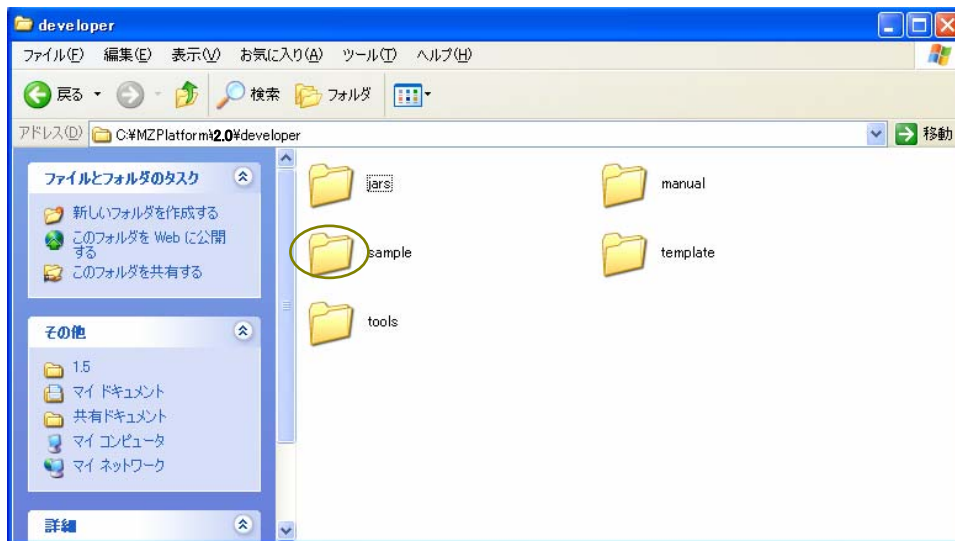 developer
ファイル(F) 編集(E) 表示(V) お気に入り(A) ツール(T) ヘルプ(H)
戻る 検索 フォルダ
アドレス(D) C:¥MZPlatform¥2.0¥developer 移動
ファイルとフォルダのタスク
新しいフォルダを作成する
このフォルダを Web に公開
する
このフォルダを共有する
その他
1.5
マイ ドキュメント
共有ドキュメント
マイ コンピュータ
マイ ネットワーク
詳細
jars
manual
sample
template
tools